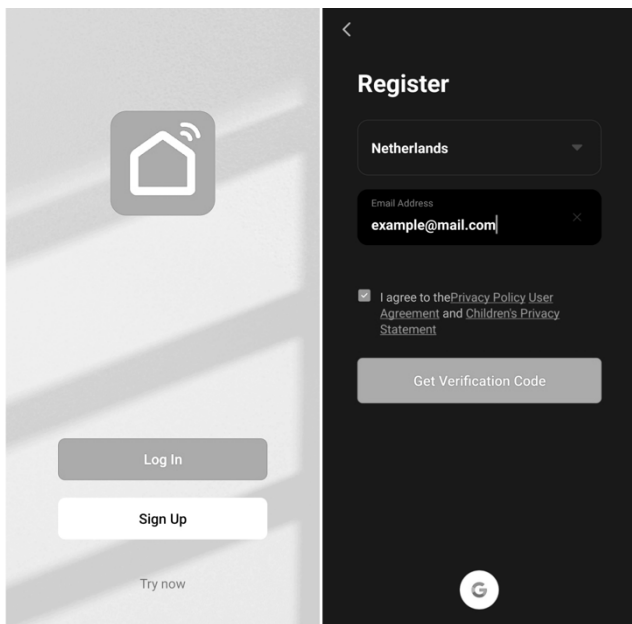 Log In
Sign Up
Try now
Register
Netherlands
Email Address
example@mail.com
I agree to thePrivacy Policy User
Agreement and Children's Privacy
Statement
Get Verification Code
G